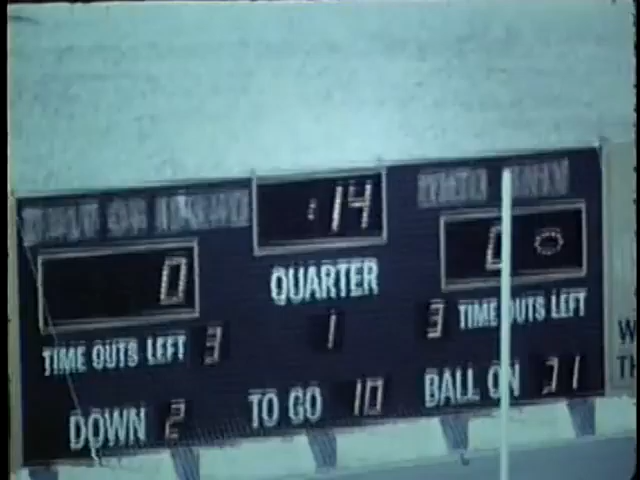 :14
0 0
QUARTER
TIME OUTS LEFT 3 1 3 TIME OUTS LEFT
DOWN 2 TO GO 10 BALL ON 31